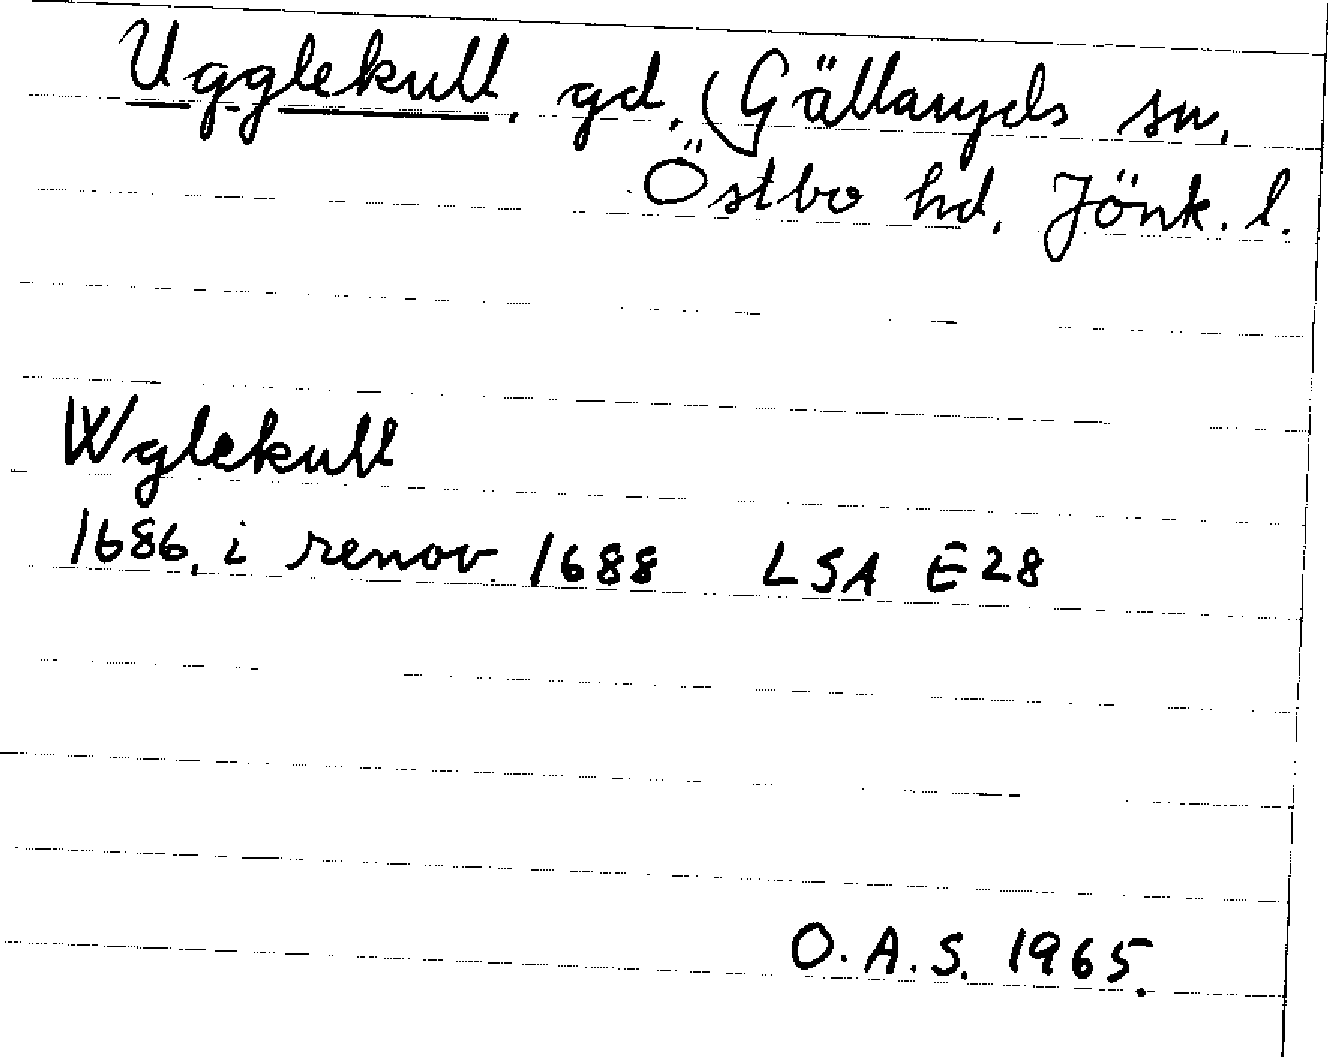 Ugglekull, gd, Gällaryds sn,
Östbo hd, Jönk. l.
Wglekull
1686, i renov. 1688 LSA E28
O.A.S. 1965.